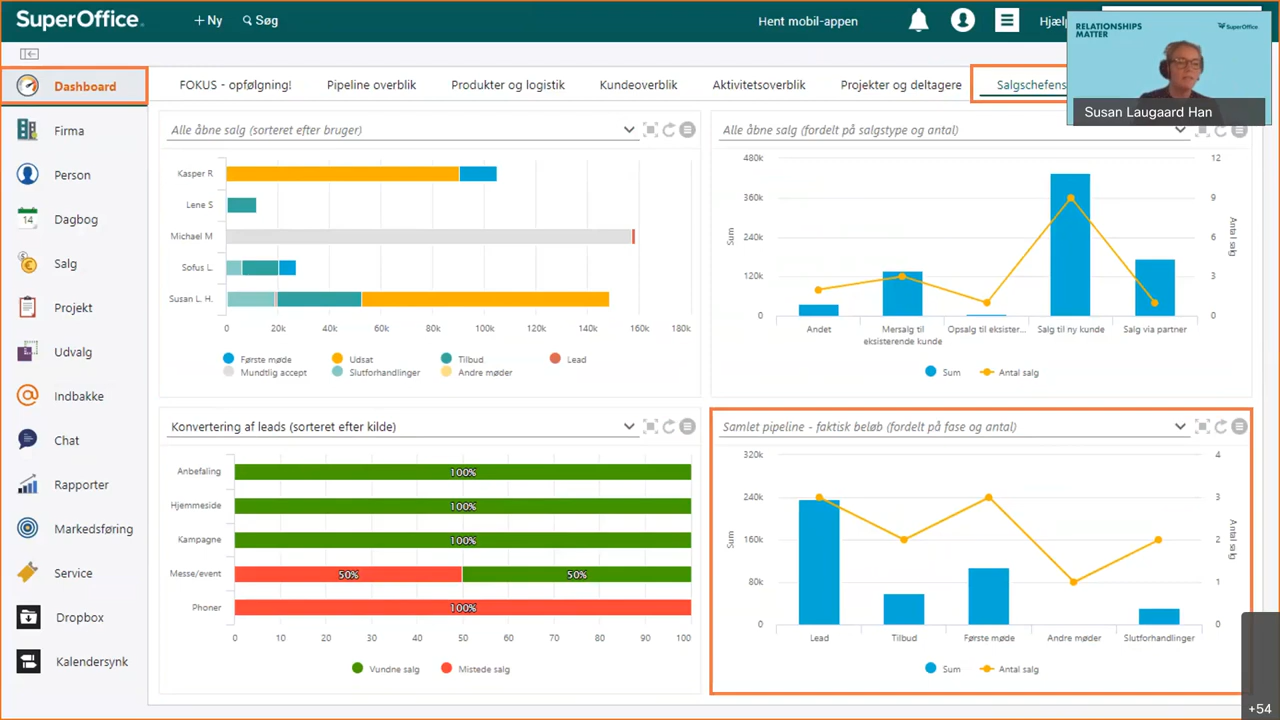 SuperOffice
+ Ny
Søg
Hent mobil-appen
Hjælp
RELATIONSHIPS
MATTER
SuperOffice
Susan Laugaard Han
Dashboard
Firma
Person
14
Dagbog
Salg
Projekt
Udvalg
Indbakke
Chat
Rapporter
Markedsføring
Service
Dropbox
Kalendersynk
FOKUS - opfølgning!
Pipeline overblik
Produkter og logistik
Kundeoverblik
Aktivitetsoverblik
Projekter og deltagere
Salgschefens
Alle åbne salg (sorteret efter bruger)
Kasper R
Lene S
Michael M
Sofus L.
Susan L. H.
0 20k 40k 60k 80k 100k 120k 140k 160k 180k
Første møde Udsat Tilbud Lead
Mundtlig accept Slutforhandlinger Andre møder
Alle åbne salg (fordelt på salgstype og antal)
480k 12
360k 9
240k 6
120k 3
0 0
Sum
Antal salg
Andet Mersalg til eksisterende kunde Opsalg til eksister... Salg til ny kunde Salg via partner
Sum Antal salg
Konvertering af leads (sorteret efter kilde)
Anbefaling 100%
Hjemmeside 100%
Kampagne 100%
Messe/event 50% 50%
Phoner 100%
0 10 20 30 40 50 60 70 80 90 100
Vundne salg Mistede salg
Samlet pipeline - faktisk beløb (fordelt på fase og antal)
320k 4
240k 3
160k 2
80k 1
0 0
Sum
Antal salg
Lead Tilbud Første møde Andre møder Slutforhandlinger
Sum Antal salg
+54